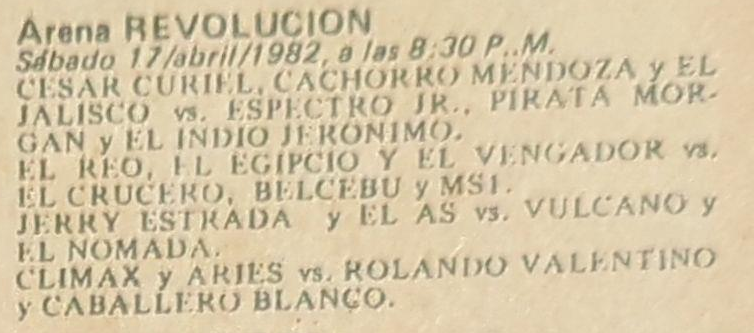 Arena REVOLUCION
Sábado 17/abril/1982, a las 8:30 P..M.
CESAR CURIEL, CACHORRO MENDOZA y EL
JALISCO vs. ESPECTRO JR., PIRATA MOR-
GAN y EL INDIO JERONIMO.
EL REO, EL EGIPCIO Y EL VENGADOR vs.
EL CRUCERO, BELCEBU y MS1.
JERRY ESTRADA y EL AS vs. VULCANO y
EL NOMADA.
CLIMAX y ARIES vs. ROLANDO VALENTINO
y CABALLERO BLANCO.